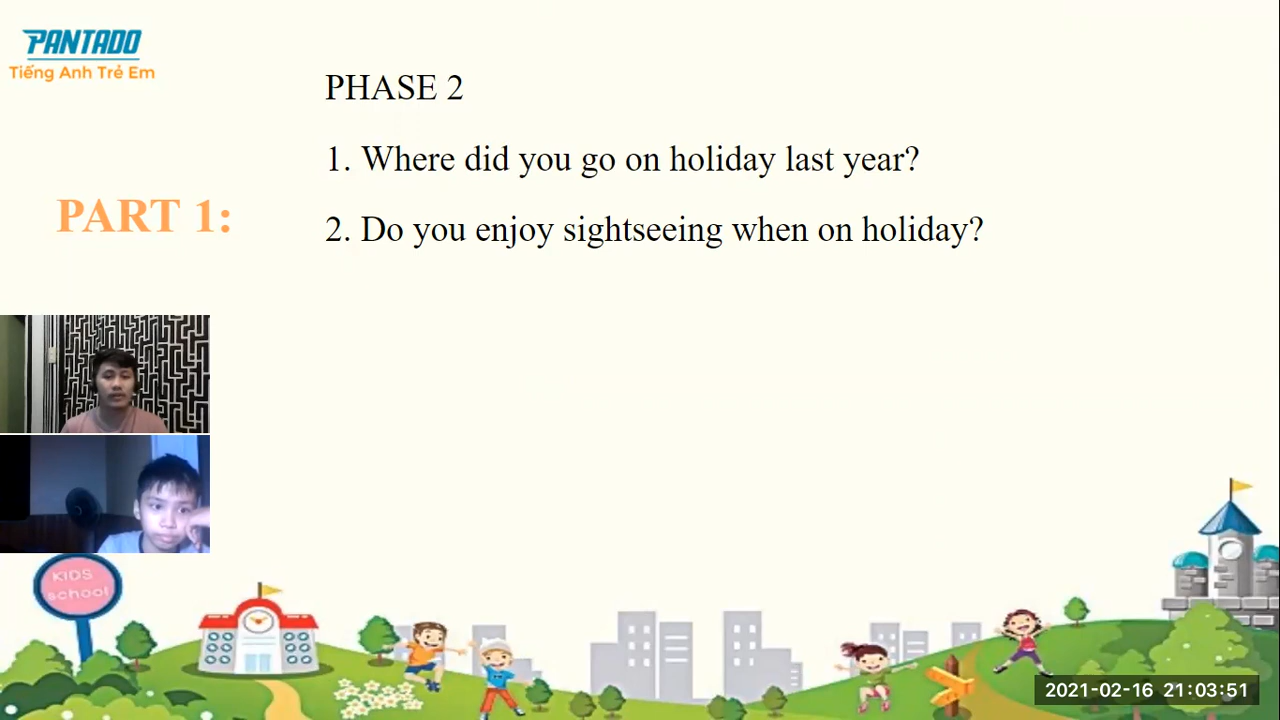 PANTADO
Tiếng Anh Trẻ Em
PHASE 2
1. Where did you go on holiday last year?
PART 1:
2. Do you enjoy sightseeing when on holiday?
KIDS
school
2021-02-16 21:03:51